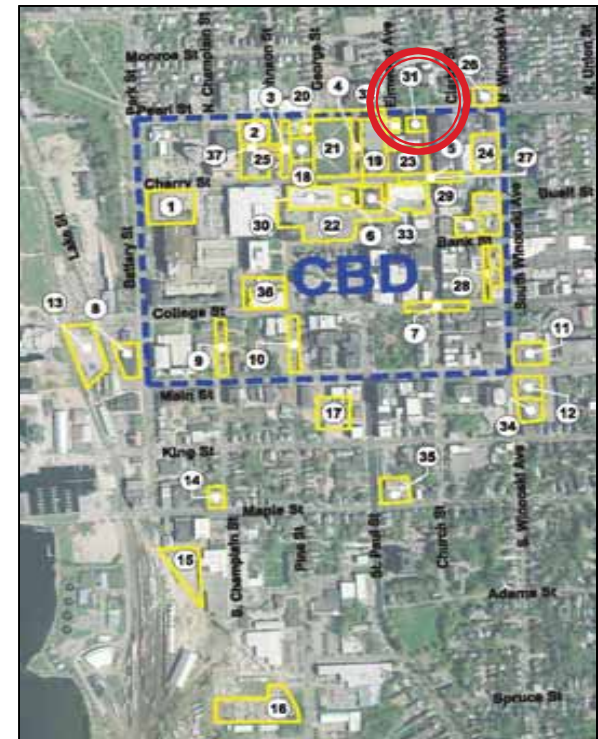 Monroe St
Park St
N. Champlain St
Johnson St
George St
Elmwood Ave
Clarke St
N. Winooski Ave
N. Union St
Pearl St
3
20
4
31
26
2
37
25
21
19
23
5
24
27
18
Cherry St
Buell St
1
30
22
6
33
29
Bank St
Lake St
Battery St
South Winooski Ave
CBD
36
28
13
8
College St
7
9
10
11
Main St
17
34
12
King St
35
14
Maple St
S. Champlain St
Pine St
St. Paul St
Church St
S. Winooski Ave
15
Adams St
16
Spruce St